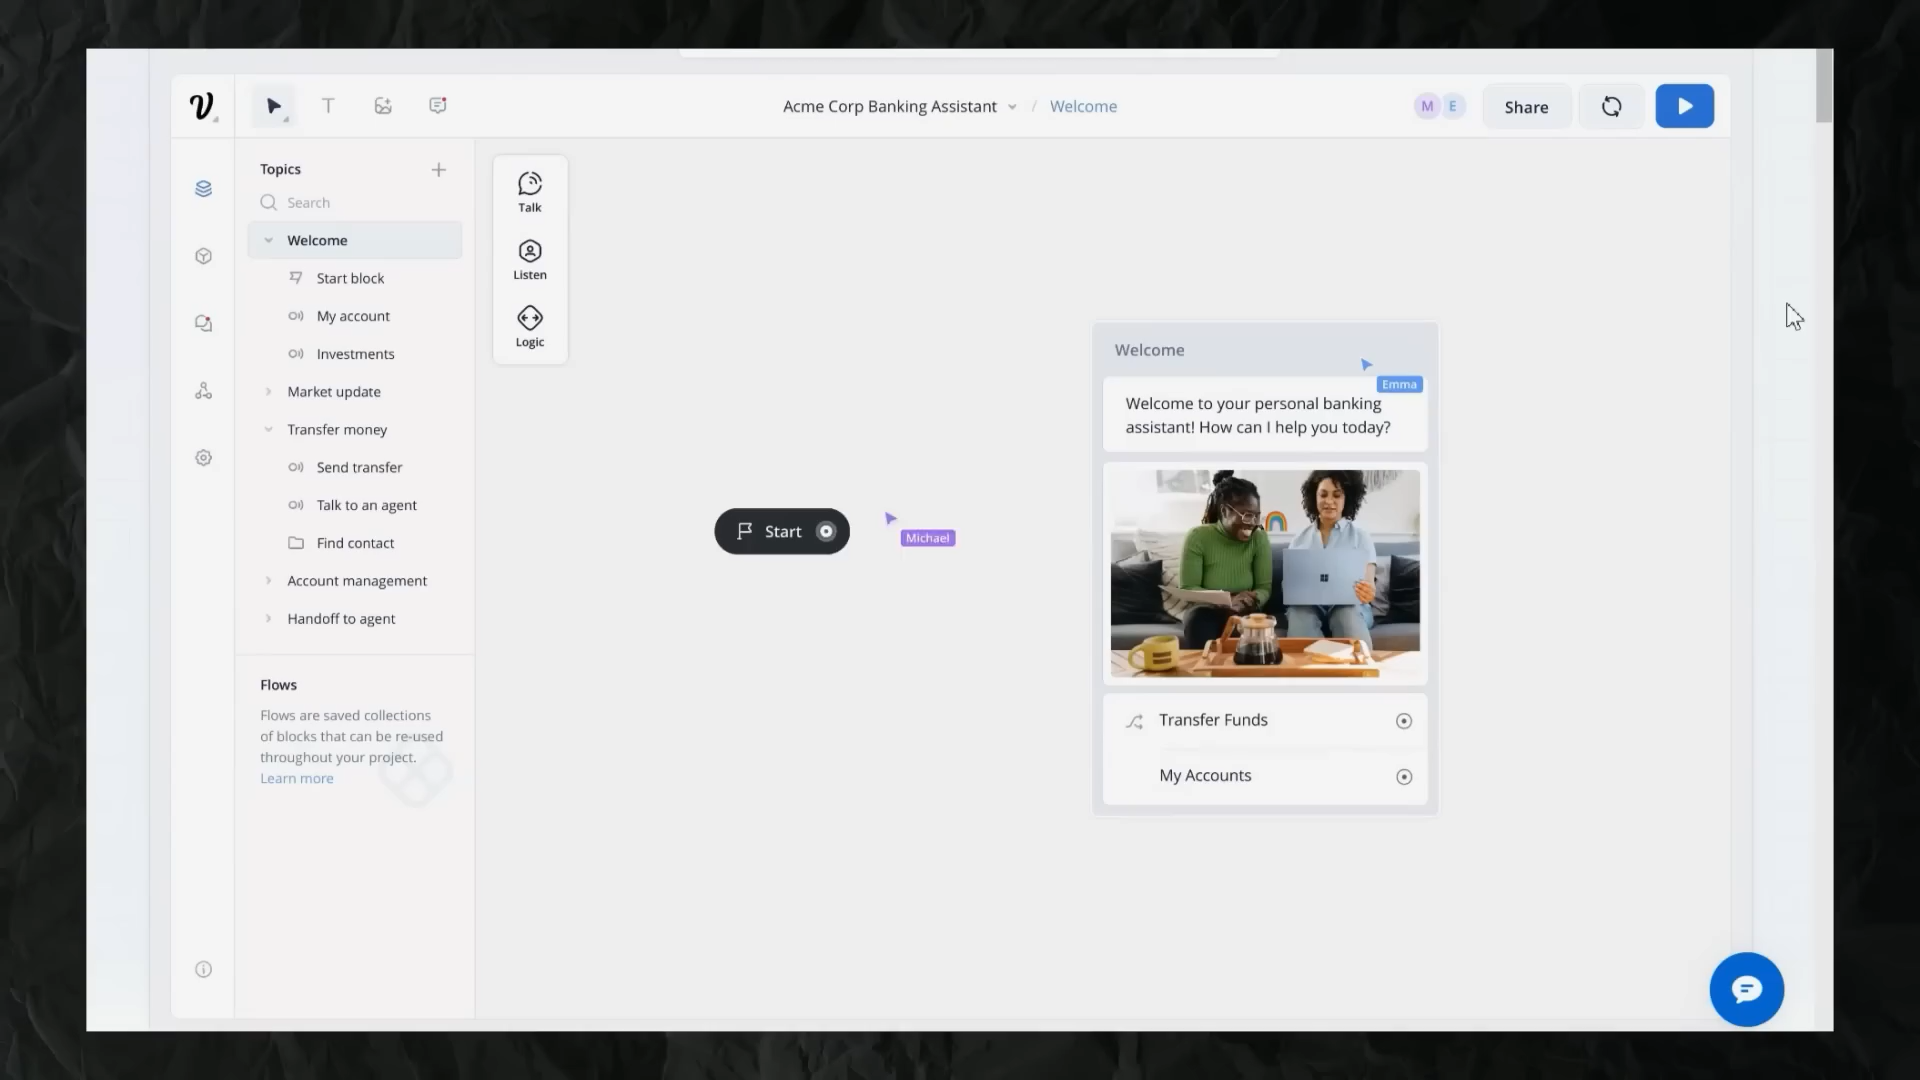 Acme Corp Banking Assistant / Welcome
M E
Share
Topics
Search
Welcome
Start block
My account
Investments
Market update
Transfer money
Send transfer
Talk to an agent
Find contact
Account management
Handoff to agent
Flows
Flows are saved collections
of blocks that can be re-used
throughout your project.
Learn more
Talk
Listen
Logic
Start
Michael
Welcome
Emma
Welcome to your personal banking
assistant! How can I help you today?
Transfer Funds
My Accounts